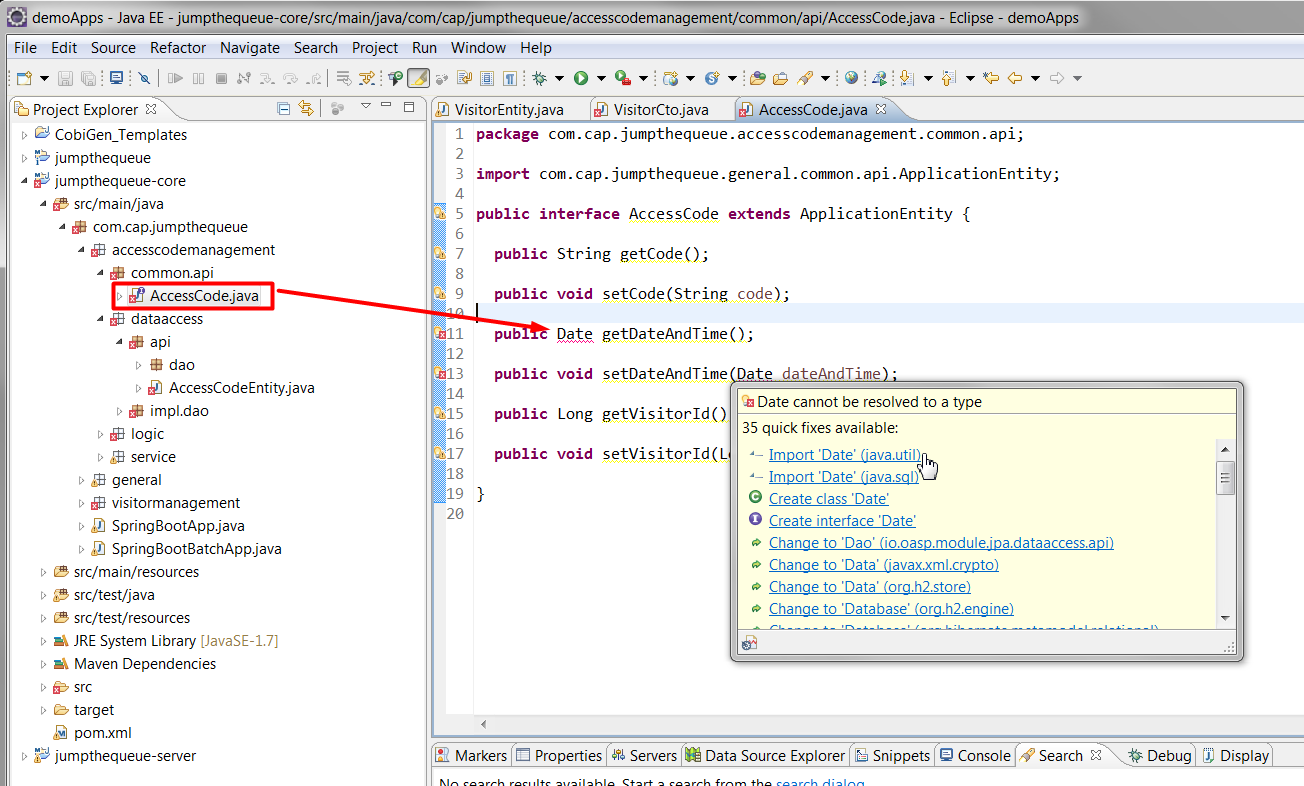 demoApps - Java EE - jumpthequeue-core/src/main/java/com/cap/jumpthequeue/accesscodemanagement/common/api/AccessCode.java - Eclipse - demoApps
File Edit Source Refactor Navigate Search Project Run Window Help
Project Explorer
CobiGen_Templates
jumpthequeue
jumpthequeue-core
src/main/java
com.cap.jumpthequeue
accesscodemanagement
common.api
AccessCode.java
dataaccess
api
dao
AccessCodeEntity.java
impl.dao
logic
service
general
visitormanagement
SpringBootApp.java
SpringBootBatchApp.java
src/main/resources
src/test/java
src/test/resources
JRE System Library [JavaSE-1.7]
Maven Dependencies
src
target
pom.xml
jumpthequeue-server
VisitorEntity.java VisitorCto.java AccessCode.java
1 package com.cap.jumpthequeue.accesscodemanagement.common.api;
2
3 import com.cap.jumpthequeue.general.common.api.ApplicationEntity;
4
5 public interface AccessCode extends ApplicationEntity {
6
7 public String getCode();
8
9 public void setCode(String code);
10
11 public Date getDateAndTime();
12
13 public void setDateAndTime(Date dateAndTime);
14
15 public Long getVisitorId()
16
17 public void setVisitorId(L
18
19 }
20
Date cannot be resolved to a type
35 quick fixes available:
Import 'Date' (java.util)
Import 'Date' (java.sql)
Create class 'Date'
Create interface 'Date'
Change to 'Dao' (io.oasp.module.jpa.dataaccess.api)
Change to 'Data' (javax.xml.crypto)
Change to 'Data' (org.h2.store)
Change to 'Database' (org.h2.engine)
Change to 'Database' (org.hibernate.metamodel.relational)
Markers Properties Servers Data Source Explorer Snippets Console Search Debug Display
No search results available. Start a search from the search dialog...